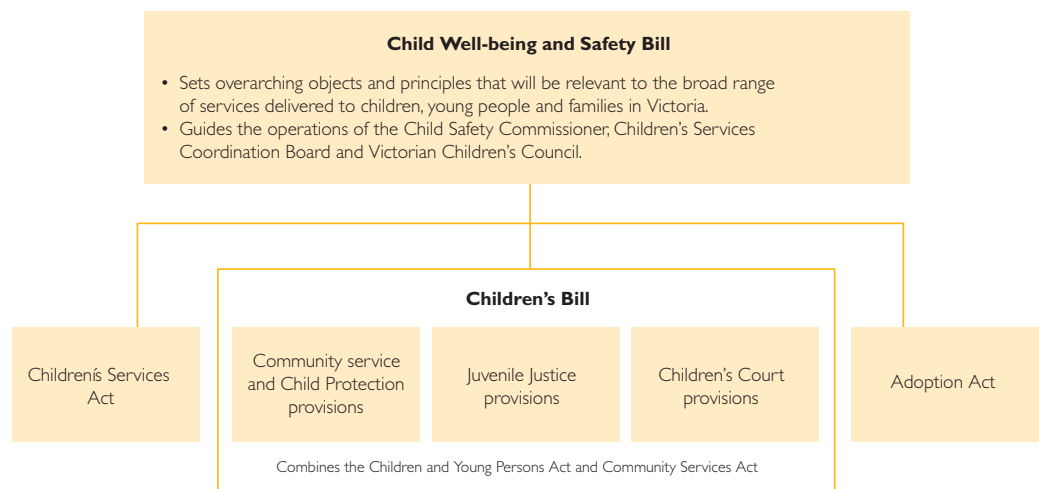 Child Well-being and Safety Bill
• Sets overarching objects and principles that will be relevant to the broad range
of services delivered to children, young people and families in Victoria.
• Guides the operations of the Child Safety Commissioner, Children's Services
Coordination Board and Victorian Children's Council.
Children's Bill
Childrenís Services
Act
Community service
and Child Protection
provisions
Juvenile Justice
provisions
Children's Court
provisions
Adoption Act
Combines the Children and Young Persons Act and Community Services Act